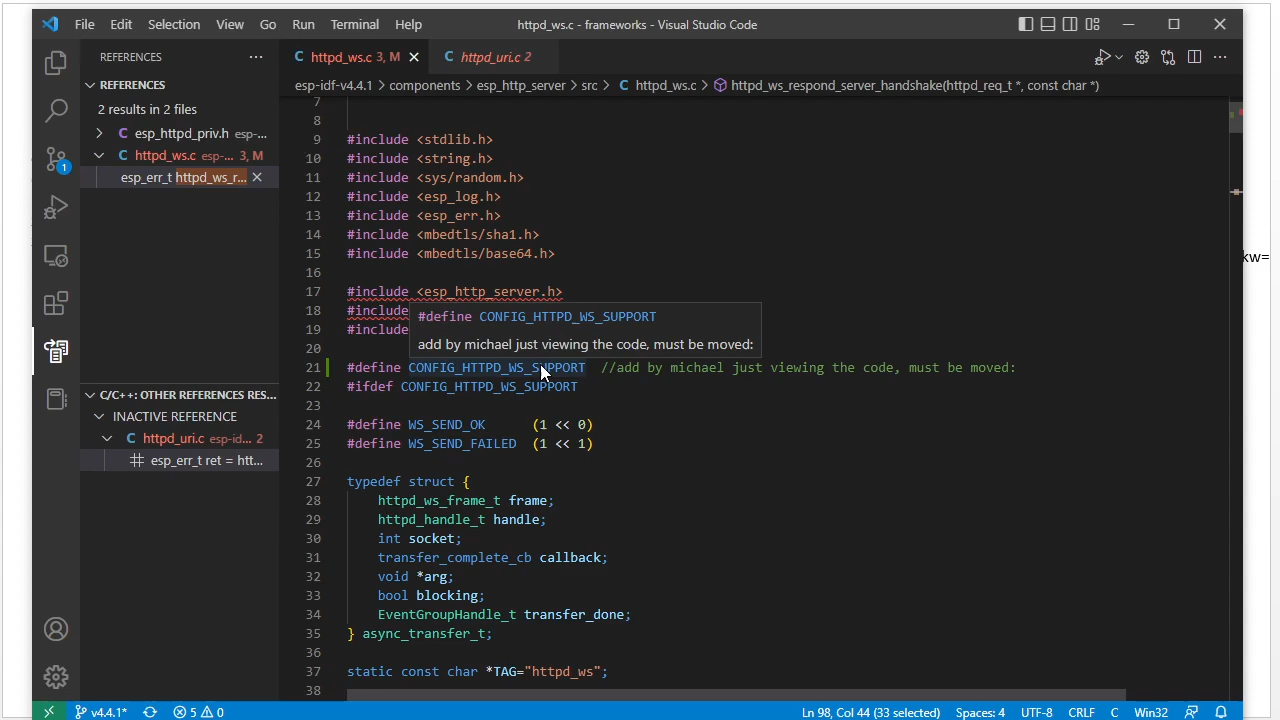 File Edit Selection View Go Run Terminal Help httpd_ws.c - frameworks - Visual Studio Code
REFERENCES ...
httpd_ws.c 3, M
httpd_uri.c 2
esp-idf-v4.4.1 > components > esp_http_server > src > C httpd_ws.c > httpd_ws_respond_server_handshake(httpd_req_t *, const char *)
REFERENCES
2 results in 2 files
C esp_httpd_priv.h esp-...
C httpd_ws.c esp-... 3, M
esp_err_t httpd_ws_r...
1
C/C++: OTHER REFERENCES RES...
INACTIVE REFERENCE
C httpd_uri.c esp-id... 2
esp_err_t ret = htt...
7
8
9 #include <stdlib.h>
10 #include <string.h>
11 #include <sys/random.h>
12 #include <esp_log.h>
13 #include <esp_err.h>
14 #include <mbedtls/sha1.h>
15 #include <mbedtls/base64.h>
16
17 #include <esp_http_server.h>
18 #include
19 #include
#define CONFIG_HTTPD_WS_SUPPORT
add by michael just viewing the code, must be moved:
20
21 #define CONFIG_HTTPD_WS_SUPPORT //add by michael just viewing the code, must be moved:
22 #ifdef CONFIG_HTTPD_WS_SUPPORT
23
24 #define WS_SEND_OK (1 << 0)
25 #define WS_SEND_FAILED (1 << 1)
26
27 typedef struct {
28 httpd_ws_frame_t frame;
29 httpd_handle_t handle;
30 int socket;
31 transfer_complete_cb callback;
32 void *arg;
33 bool blocking;
34 EventGroupHandle_t transfer_done;
35 } async_transfer_t;
36
37 static const char *TAG="httpd_ws";
38
kw=
v4.4.1* 5 0 Ln 98, Col 44 (33 selected) Spaces: 4 UTF-8 CRLF C Win32